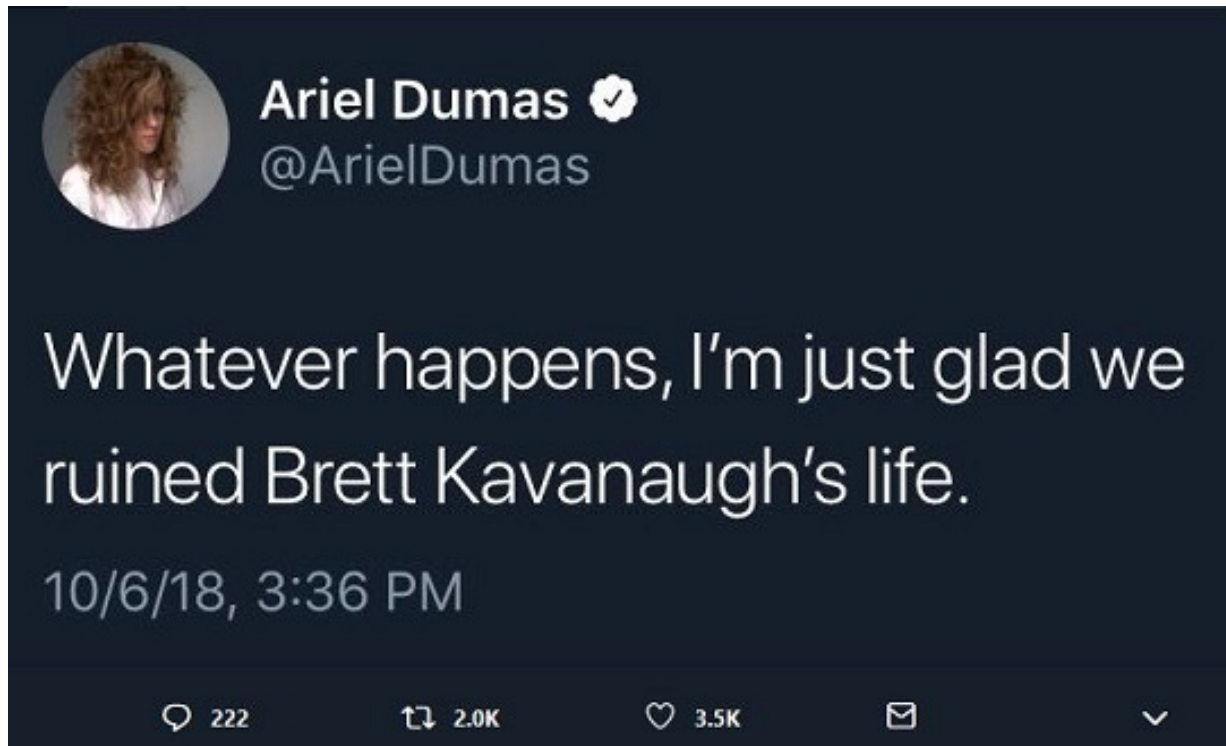 Ariel Dumas
@ArielDumas
Whatever happens, I’m just glad we
ruined Brett Kavanaugh’s life.
10/6/18, 3:36 PM
222 2.0K 3.5K